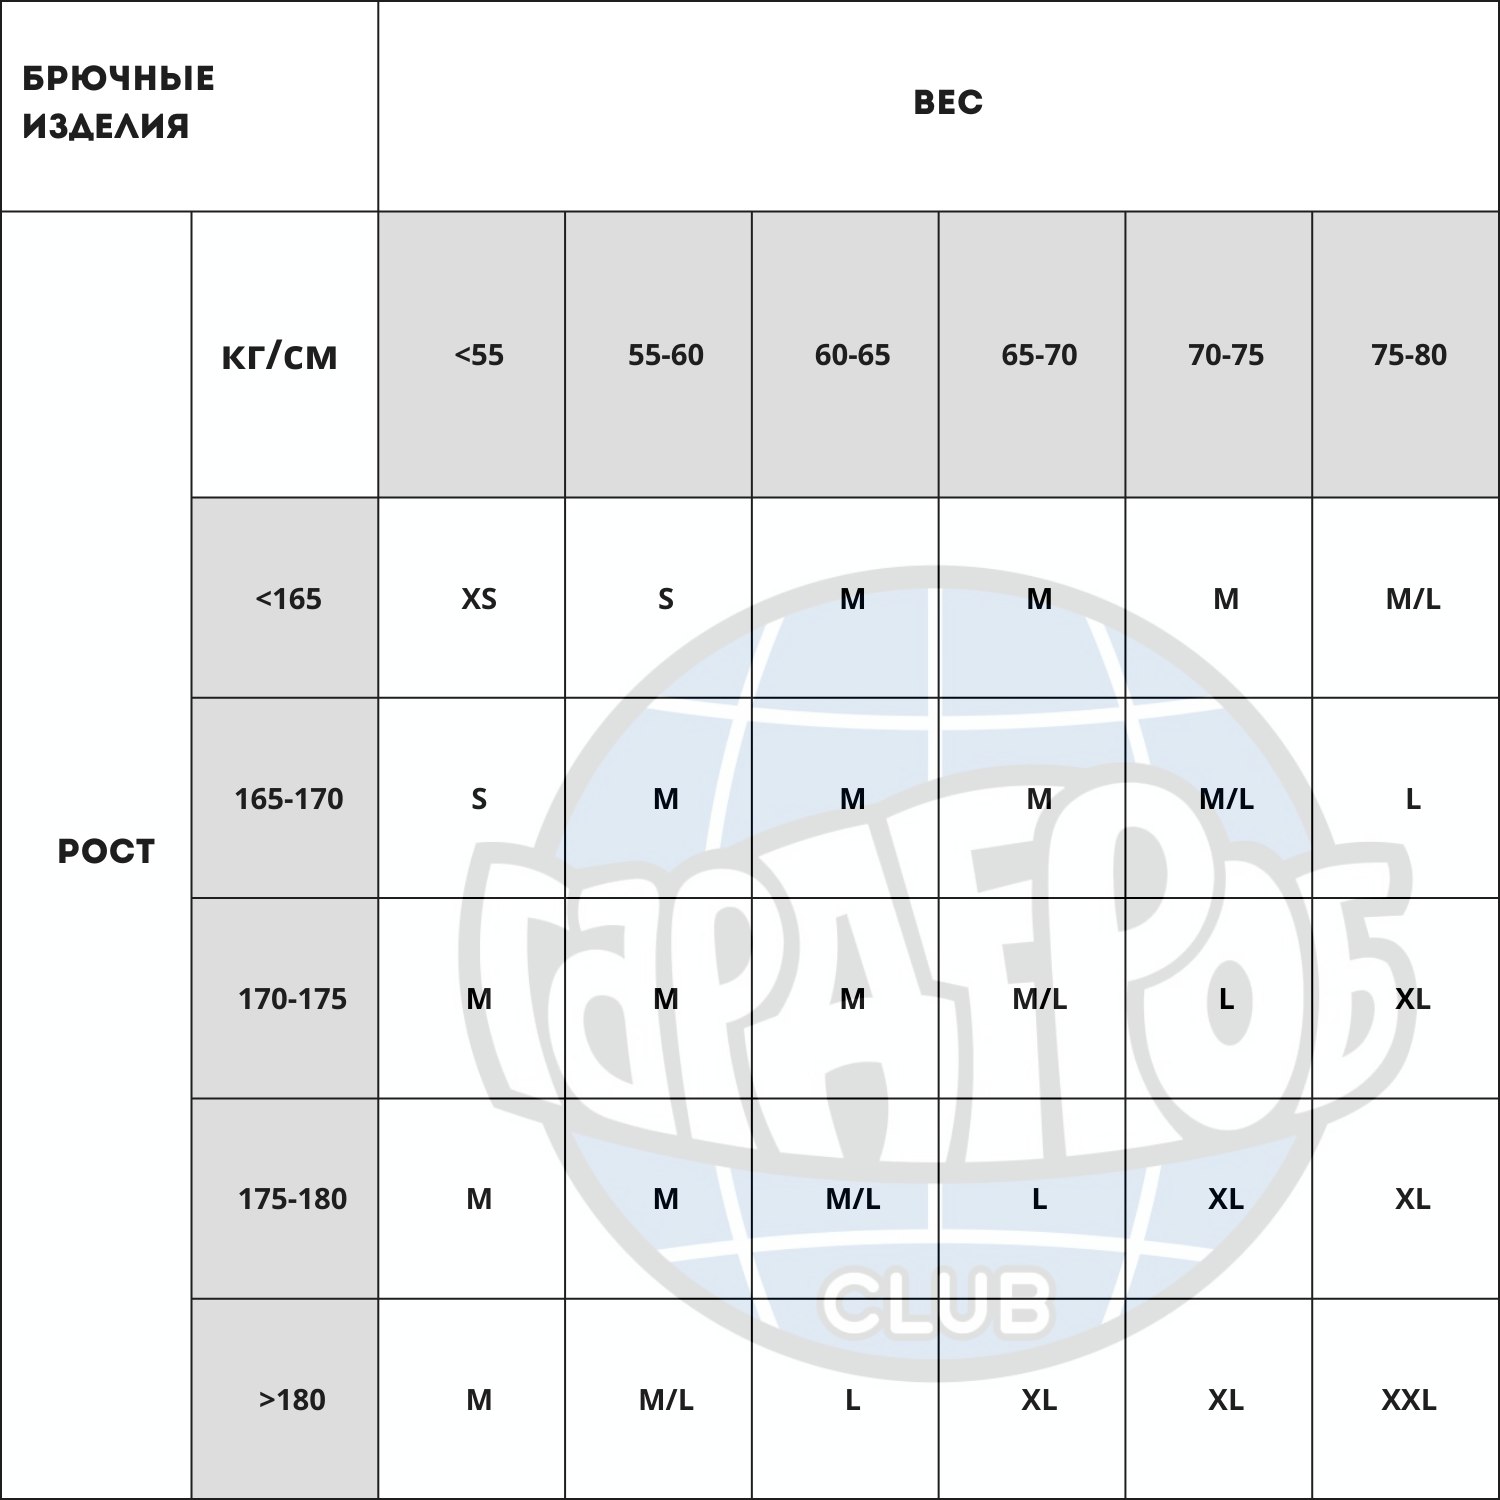 БРЮЧНЫЕ
ИЗДЕЛИЯ
ВЕС
РОСТ
кг/см <55 55-60 60-65 65-70 70-75 75-80
<165 XS S M M M M/L
165-170 S M M M M/L L
170-175 M M M M/L L XL
175-180 M M M/L L XL XL
>180 M M/L L XL XL XXL
ГАРДЕРОБ
CLUB